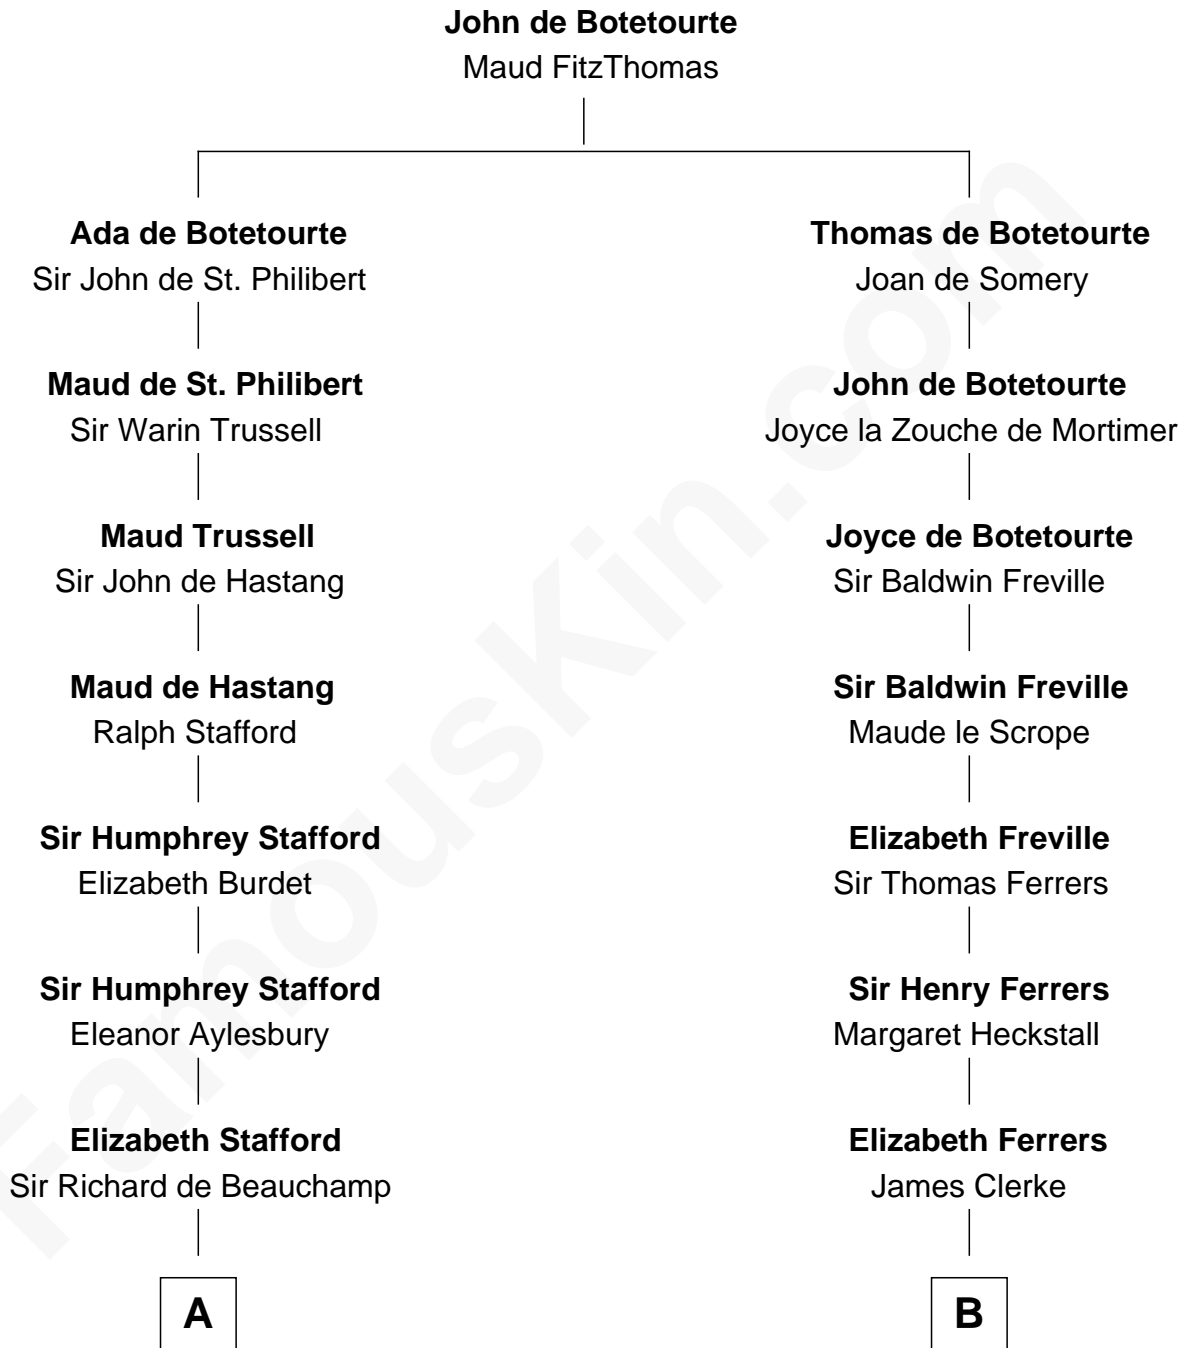 John de Botetourte
Maud FitzThomas
Ada de Botetourte
Sir John de St. Philibert
Maud de St. Philibert
Sir Warin Trussell
Maud Trussell
Sir John de Hastang
Maud de Hastang
Ralph Stafford
Sir Humphrey Stafford
Elizabeth Burdet
Sir Humphrey Stafford
Eleanor Aylesbury
Elizabeth Stafford
Sir Richard de Beauchamp
A
Thomas de Botetourte
Joan de Somery
John de Botetourte
Joyce la Zouche de Mortimer
Joyce de Botetourte
Sir Baldwin Freville
Sir Baldwin Freville
Maude le Scrope
Elizabeth Freville
Sir Thomas Ferrers
Sir Henry Ferrers
Margaret Heckstall
Elizabeth Ferrers
James Clerke
B
FamousKin.com